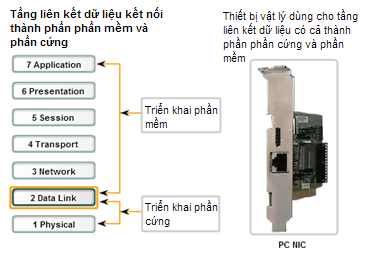 Tầng liên kết dữ liệu kết nối
thành phần phần mềm và
phần cứng
7 Application
6 Presentation
5 Session
4 Transport
3 Network
2 Data Link
1 Physical
Triển khai phần
mềm
Triển khai phần
cứng
Thiết bị vật lý dùng cho tầng
liên kết dữ liệu có cả thành
phần phần cứng và phần
mềm
PC NIC